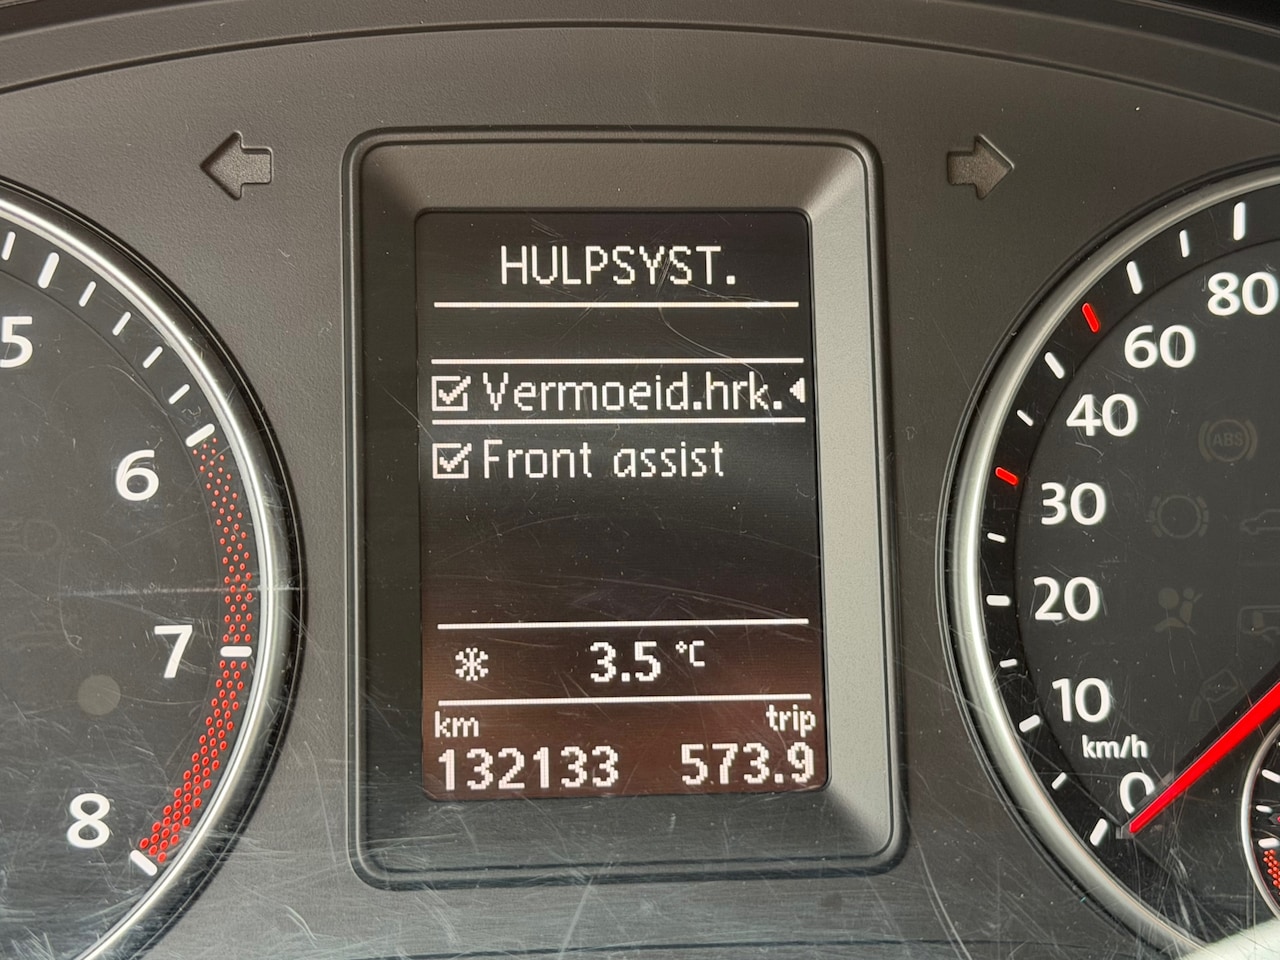 HULPSYST.
Vermoeid.hrk.
Front assist
3.5 °C
km trip
132133 573.9
5
6
7
8
80
60
40
30
20
10
km/h
0
ABS